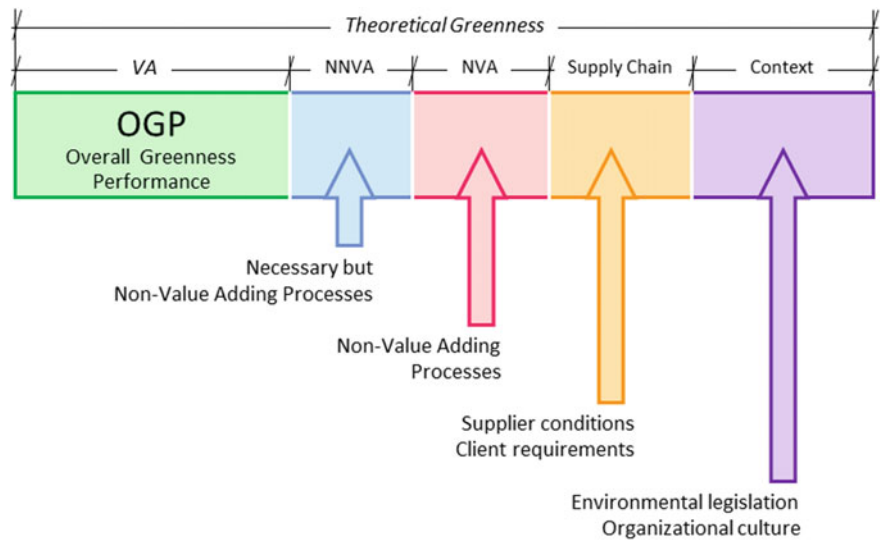 Theoretical Greenness
VA
NNVA
NVA
Supply Chain
Context
OGP
Overall Greenness
Performance
Necessary but
Non-Value Adding Processes
Non-Value Adding
Processes
Supplier conditions
Client requirements
Environmental legislation
Organizational culture